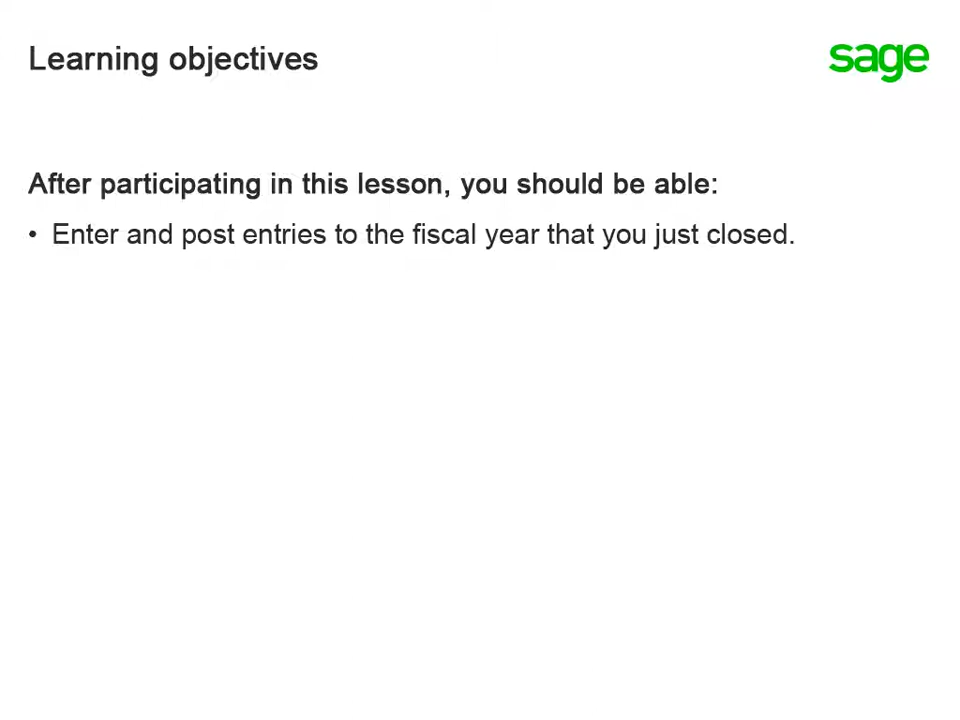 Learning objectives
sage
After participating in this lesson, you should be able:
• Enter and post entries to the fiscal year that you just closed.